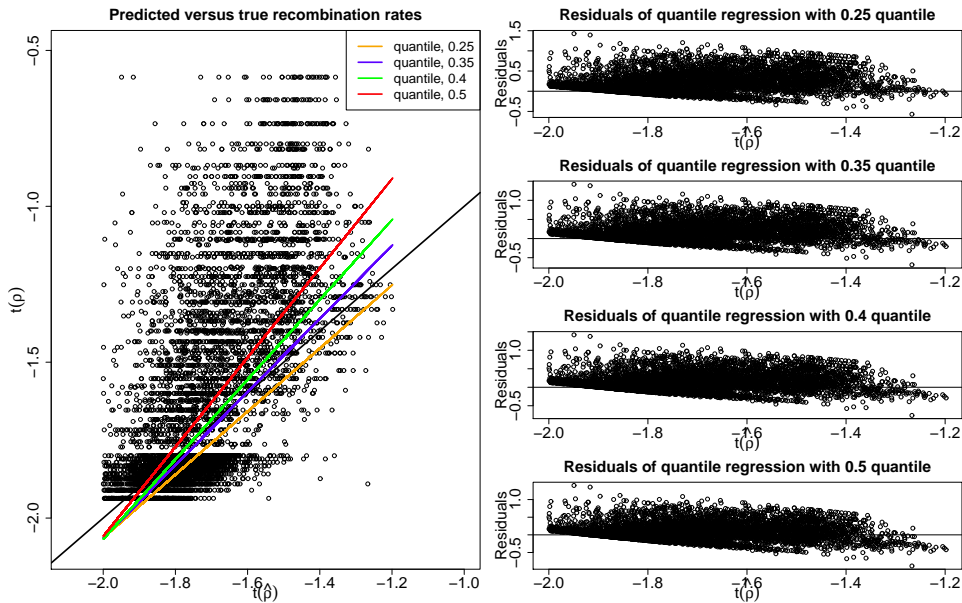 Predicted versus true recombination rates
t(ρ)
−0.5
−1.0
−1.5
−2.0
quantile, 0.25
quantile, 0.35
quantile, 0.4
quantile, 0.5
−2.0 −1.8 −1.6 −1.4 −1.2 −1.0
t(ρ̂)
Residuals of quantile regression with 0.25 quantile
Residuals
1.5
0.5
−0.5
−2.0 −1.8 −1.6 −1.4 −1.2
t(ρ̂)
Residuals of quantile regression with 0.35 quantile
Residuals
1.0
−0.5
−2.0 −1.8 −1.6 −1.4 −1.2
t(ρ̂)
Residuals of quantile regression with 0.4 quantile
Residuals
1.0
−0.5
−2.0 −1.8 −1.6 −1.4 −1.2
t(ρ̂)
Residuals of quantile regression with 0.5 quantile
Residuals
1.0
−0.5
−2.0 −1.8 −1.6 −1.4 −1.2
t(ρ̂)